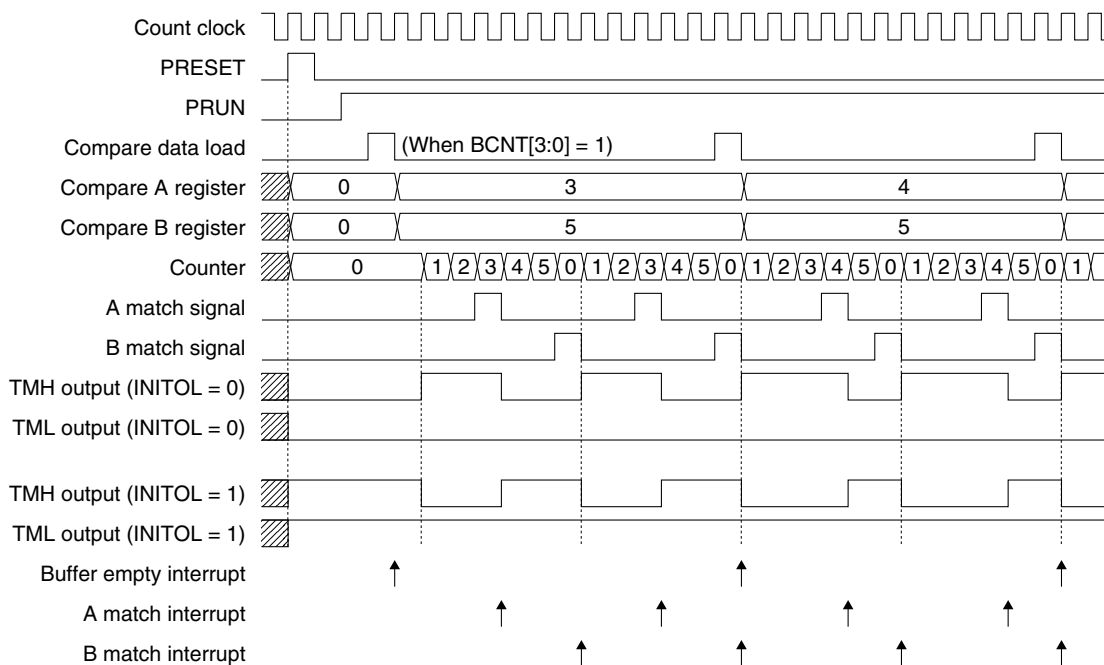 Count clock
PRESET
PRUN
Compare data load (When BCNT[3:0] = 1)
Compare A register 0 3 4
Compare B register 0 5 5
Counter 0 1 2 3 4 5 0 1 2 3 4 5 0 1 2 3 4 5 0 1 2 3 4 5 0 1
A match signal
B match signal
TMH output (INITOL = 0)
TML output (INITOL = 0)
TMH output (INITOL = 1)
TML output (INITOL = 1)
Buffer empty interrupt
A match interrupt
B match interrupt